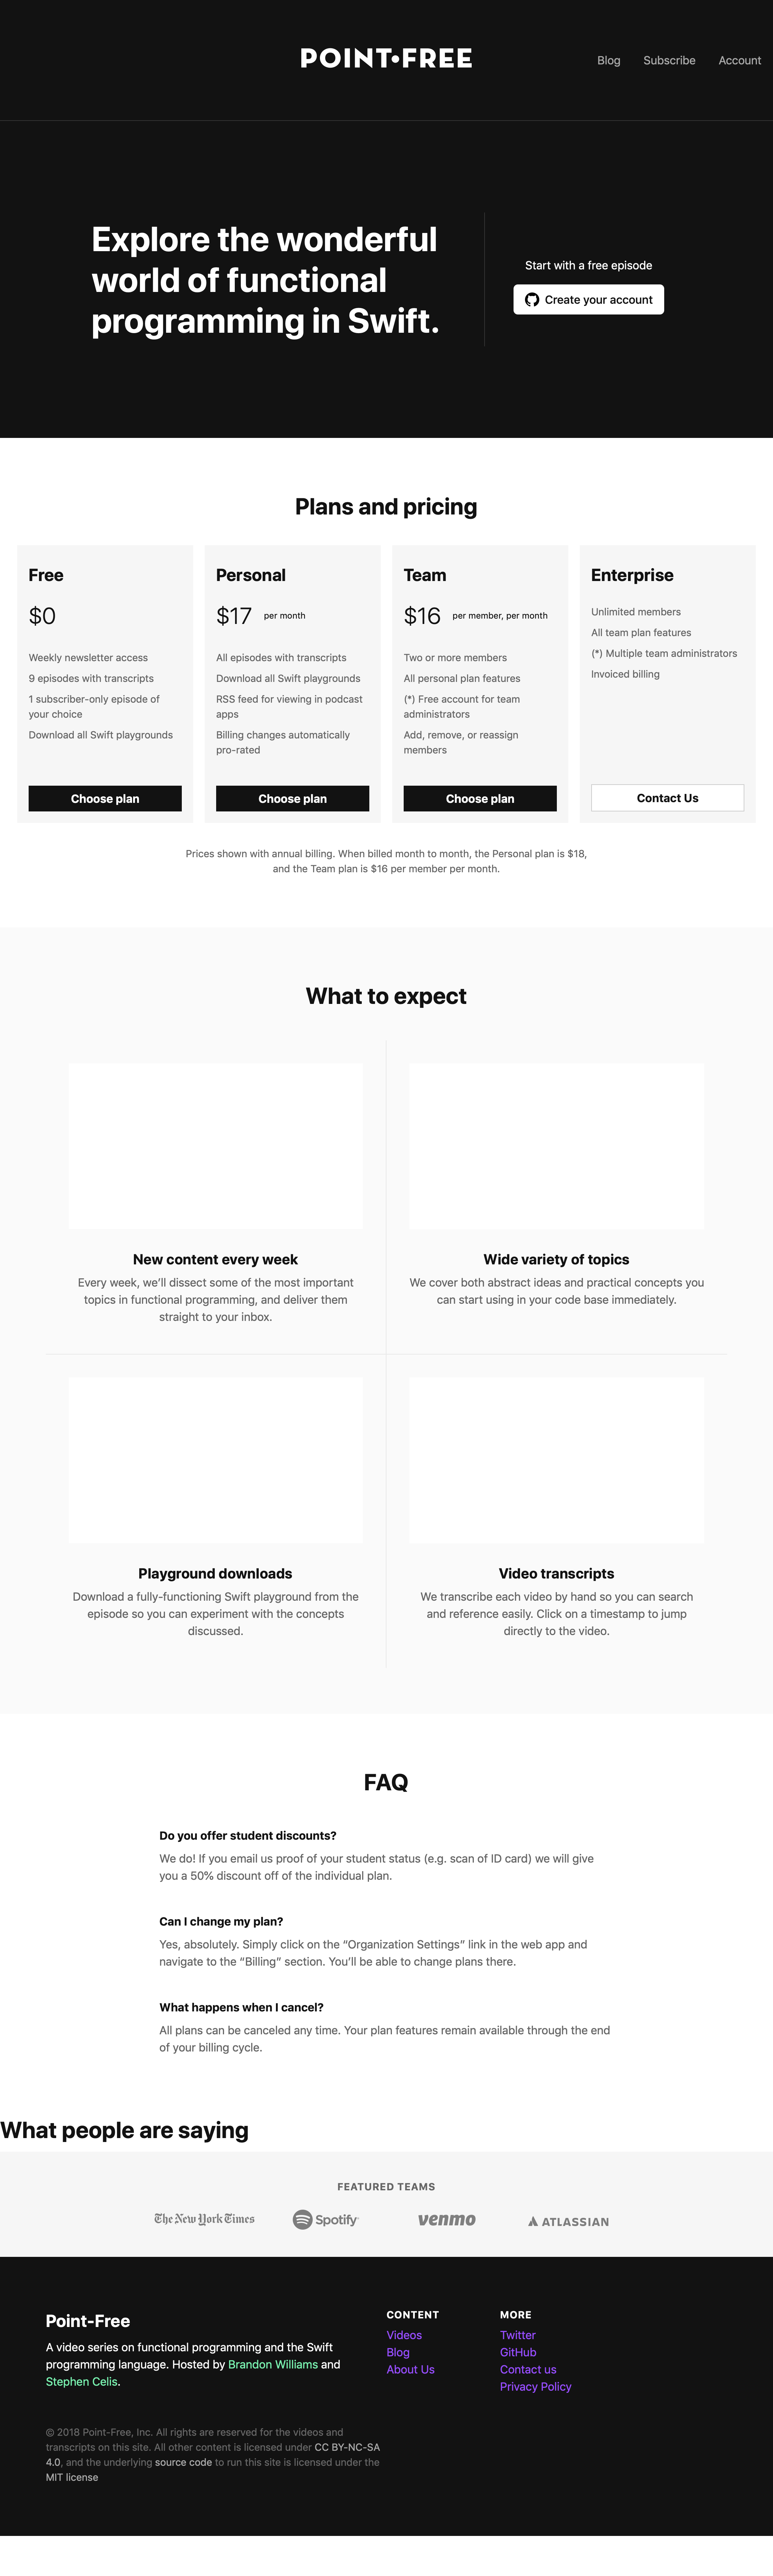 POINT•FREE
Blog Subscribe Account
Explore the wonderful
world of functional
programming in Swift.
Start with a free episode
Create your account
Plans and pricing
Free
$0
Weekly newsletter access
9 episodes with transcripts
1 subscriber-only episode of
your choice
Download all Swift playgrounds
Choose plan
Personal
$17 per month
All episodes with transcripts
Download all Swift playgrounds
RSS feed for viewing in podcast
apps
Billing changes automatically
pro-rated
Choose plan
Team
$16 per member, per month
Two or more members
All personal plan features
(*) Free account for team
administrators
Add, remove, or reassign
members
Choose plan
Enterprise
Unlimited members
All team plan features
(*) Multiple team administrators
Invoiced billing
Contact Us
Prices shown with annual billing. When billed month to month, the Personal plan is $18,
and the Team plan is $16 per member per month.
What to expect
New content every week
Every week, we’ll dissect some of the most important
topics in functional programming, and deliver them
straight to your inbox.
Wide variety of topics
We cover both abstract ideas and practical concepts you
can start using in your code base immediately.
Playground downloads
Download a fully-functioning Swift playground from the
episode so you can experiment with the concepts
discussed.
Video transcripts
We transcribe each video by hand so you can search
and reference easily. Click on a timestamp to jump
directly to the video.
FAQ
Do you offer student discounts?
We do! If you email us proof of your student status (e.g. scan of ID card) we will give
you a 50% discount off of the individual plan.
Can I change my plan?
Yes, absolutely. Simply click on the “Organization Settings” link in the web app and
navigate to the “Billing” section. You’ll be able to change plans there.
What happens when I cancel?
All plans can be canceled any time. Your plan features remain available through the end
of your billing cycle.
What people are saying
FEATURED TEAMS
The New York Times Spotify venmo ATLASSIAN
Point-Free
A video series on functional programming and the Swift
programming language. Hosted by Brandon Williams and
Stephen Celis.
CONTENT
Videos
Blog
About Us
MORE
Twitter
GitHub
Contact us
Privacy Policy
© 2018 Point-Free, Inc. All rights are reserved for the videos and
transcripts on this site. All other content is licensed under CC BY-NC-SA
4.0, and the underlying source code to run this site is licensed under the
MIT license